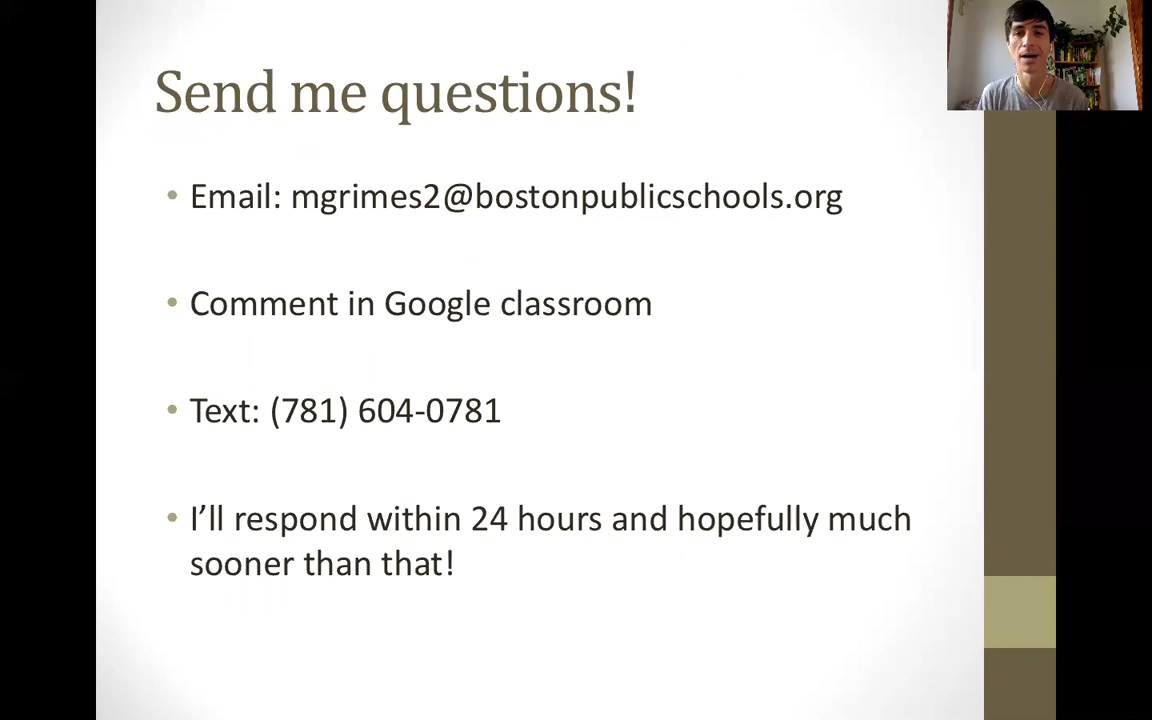 Send me questions!
• Email: mgrimes2@bostonpublicschools.org
• Comment in Google classroom
• Text: (781) 604-0781
• I’ll respond within 24 hours and hopefully much
sooner than that!